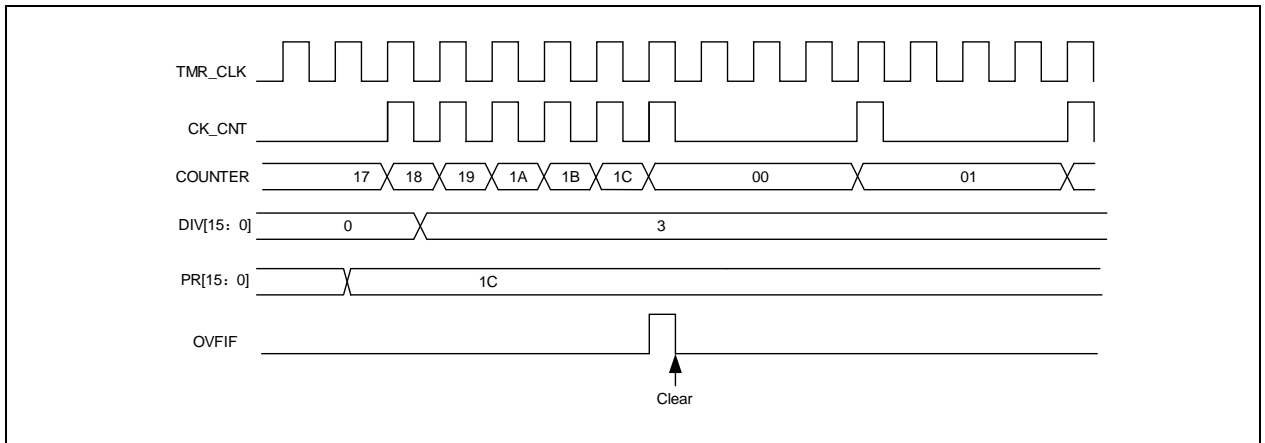 TMR_CLK
CK_CNT
COUNTER 17 18 19 1A 1B 1C 00 01
DIV[15：0] 0 3
PR[15：0] 1C
OVFIF
Clear